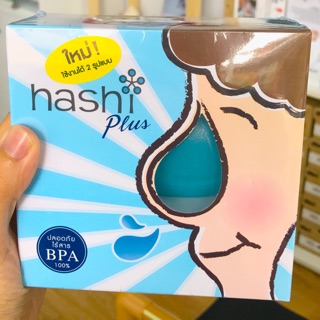 ใหม่!
ใช้งานได้ 2 รูปแบบ
hashi
Plus
ปลอดภัย
ไร้สาร
BPA
100%